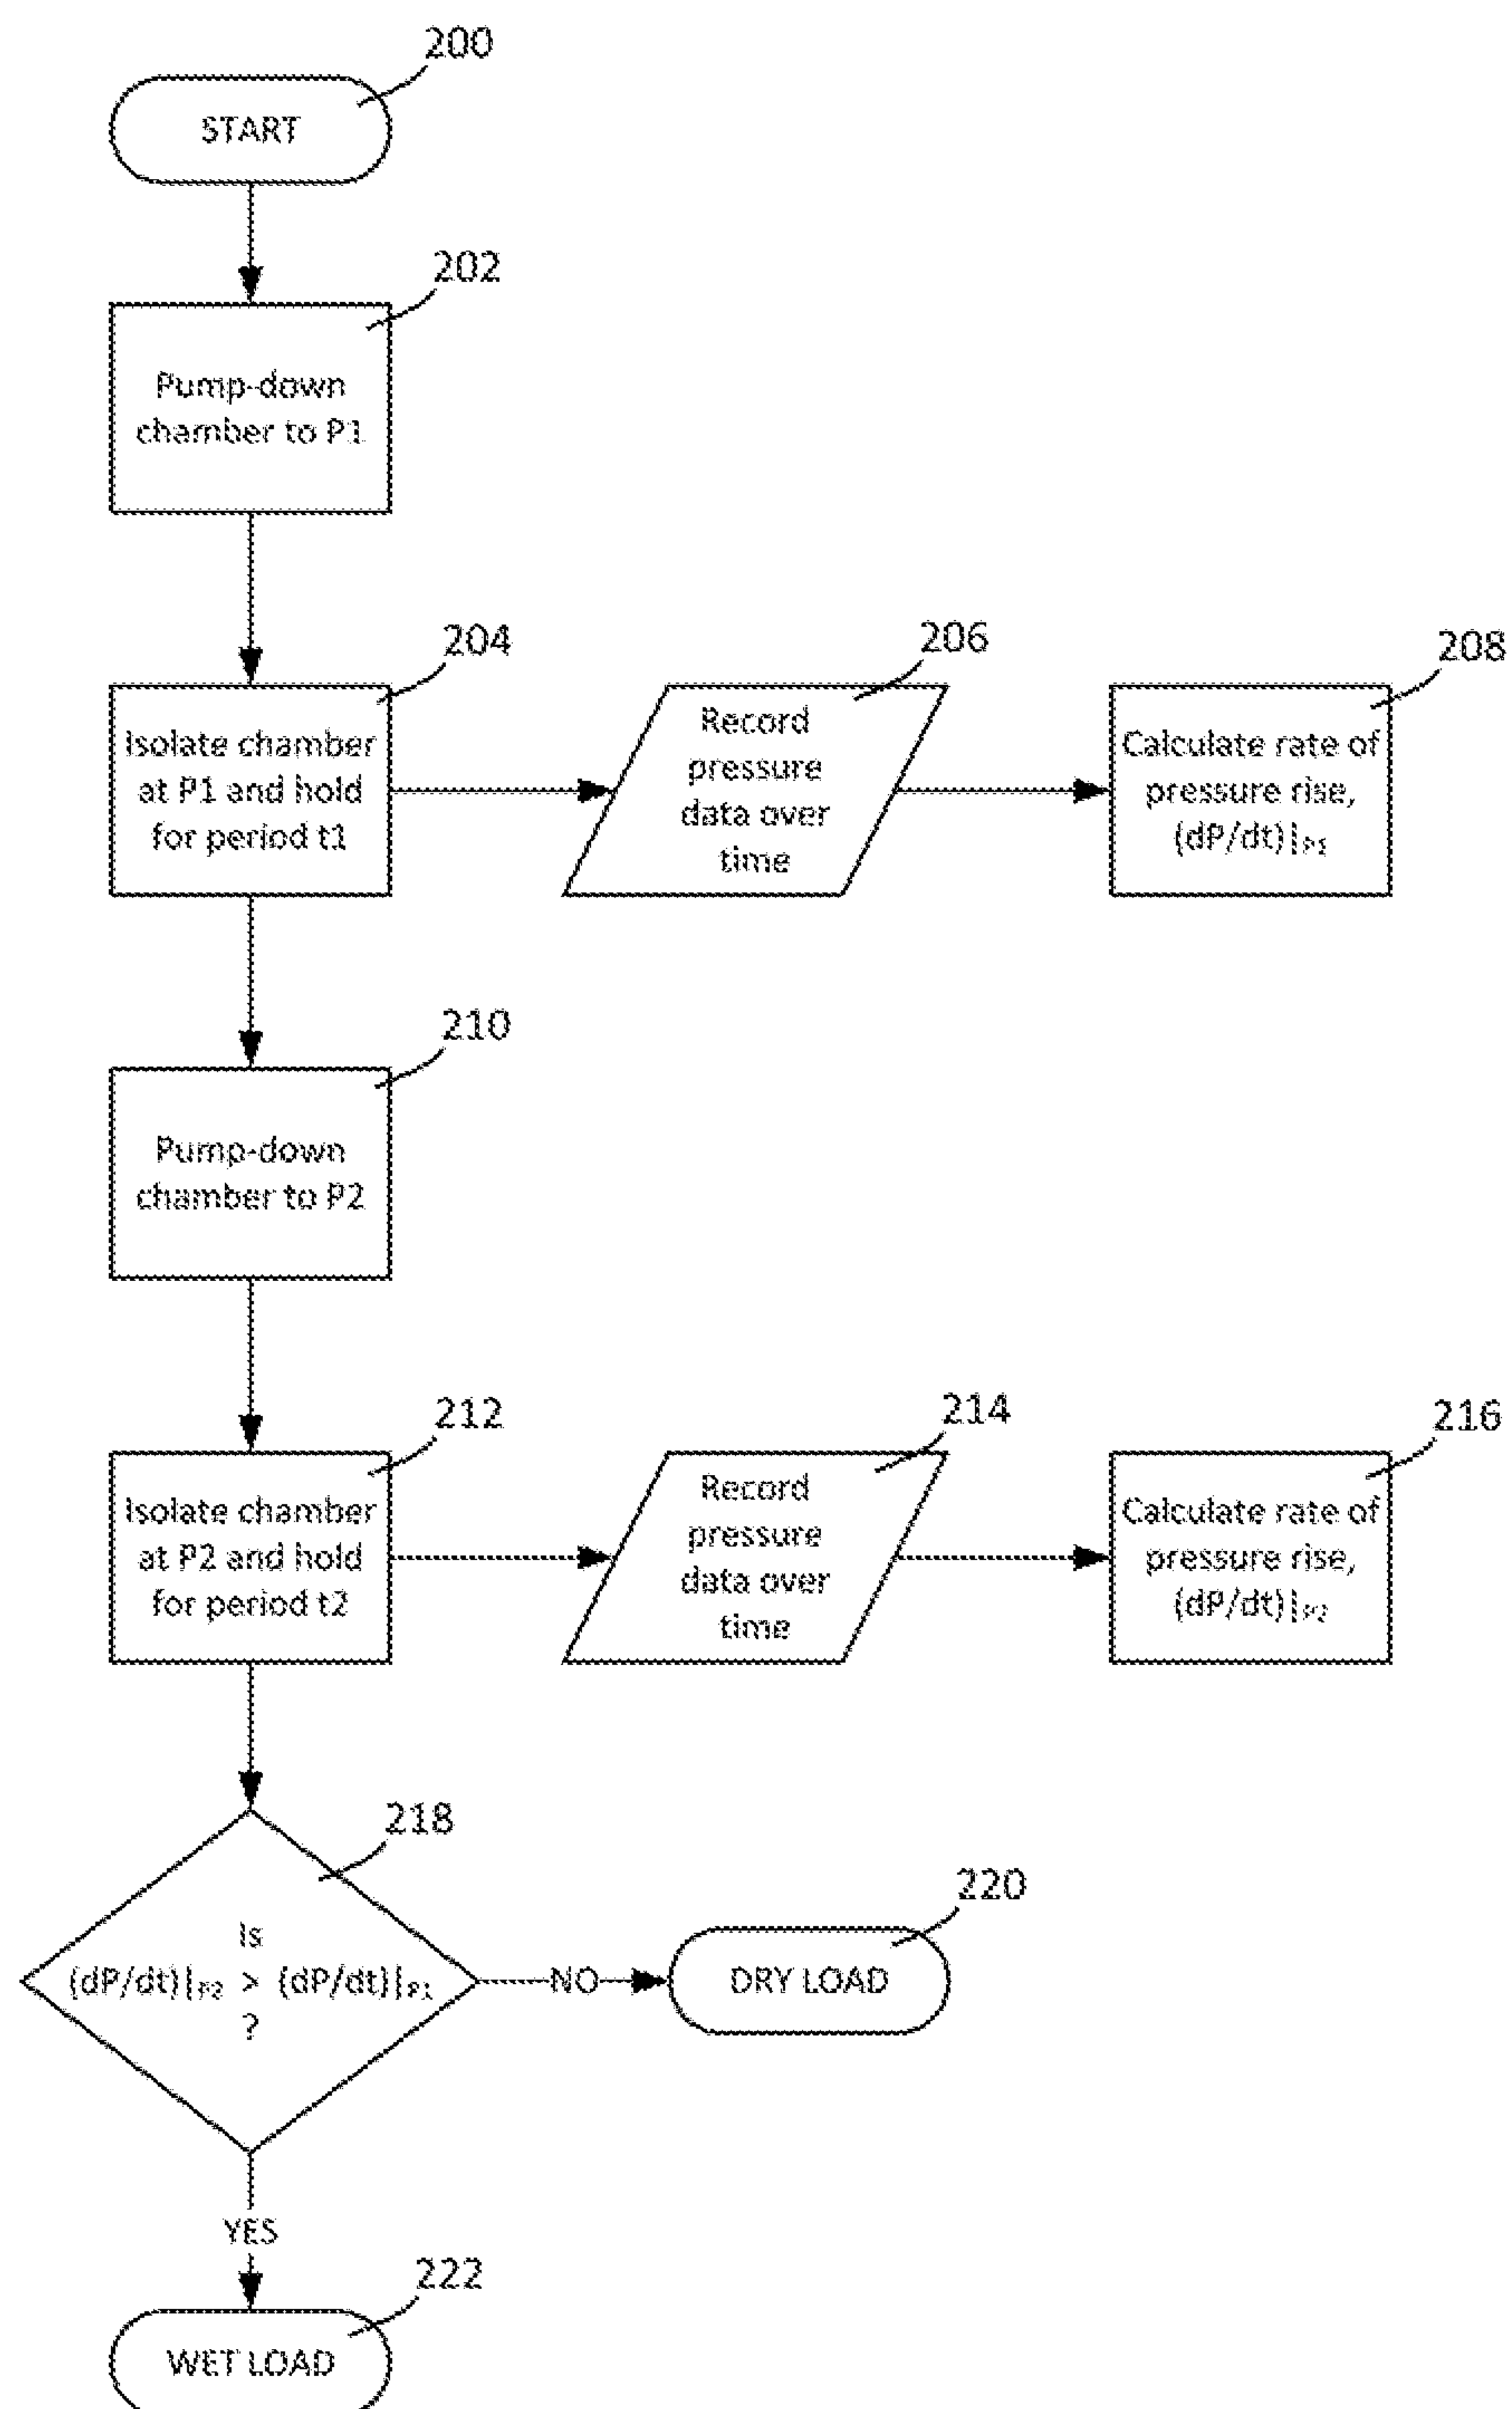 200
START
202
Pump-down
chamber to P1
204
Isolate chamber
at P1 and hold
for period t1
206
Record
pressure
data over
time
208
Calculate rate of
pressure rise,
(dP/dt)|P1
210
Pump-down
chamber to P2
212
Isolate chamber
at P2 and hold
for period t2
214
Record
pressure
data over
time
216
Calculate rate of
pressure rise,
(dP/dt)|P2
218
Is
(dP/dt)|P2 > (dP/dt)|P1
?
NO
220
DRY LOAD
YES
222
WET LOAD